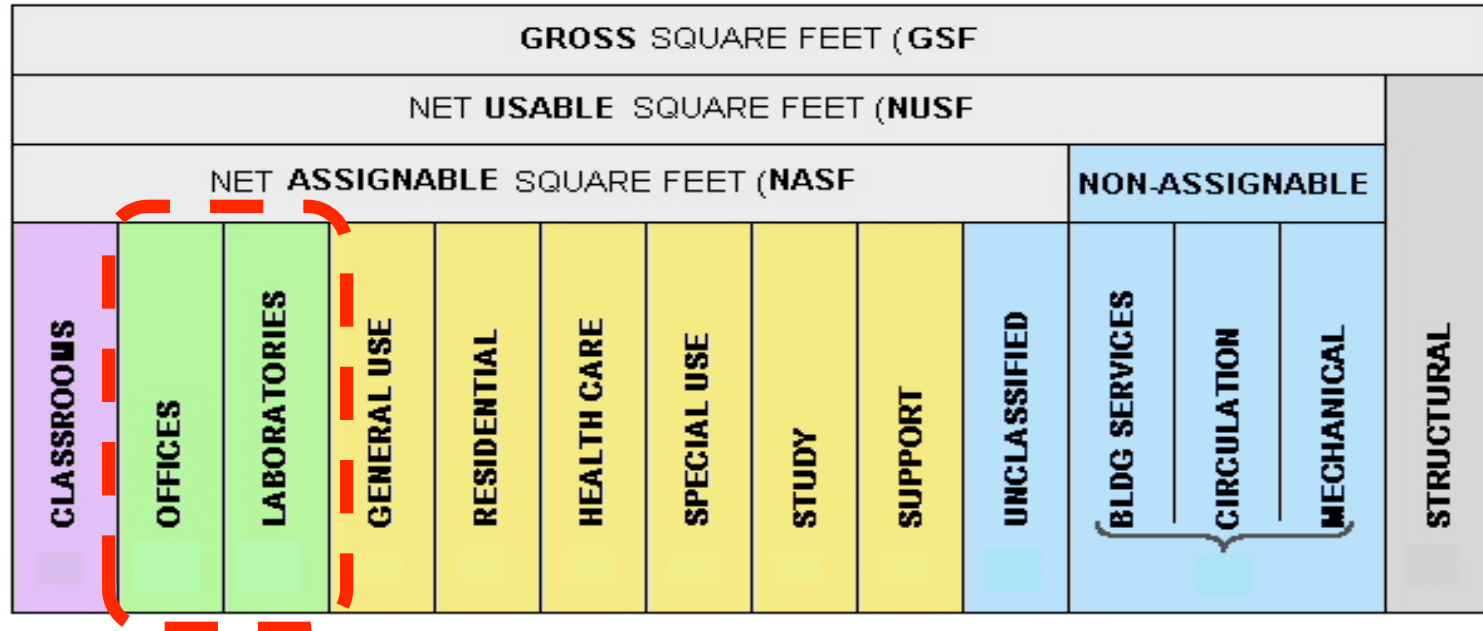 GROSS SQUARE FEET (GSF
NET USABLE SQUARE FEET (NUSF
NET ASSIGNABLE SQUARE FEET (NASF
NON-ASSIGNABLE
CLASSROOMS
OFFICES
LABORATORIES
GENERAL USE
RESIDENTIAL
HEALTH CARE
SPECIAL USE
STUDY
SUPPORT
UNCLASSIFIED
BLDG SERVICES
CIRCULATION
MECHANICAL
STRUCTURAL